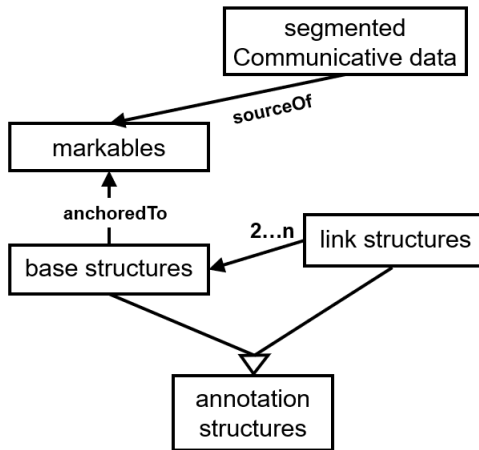 segmented
Communicative data
sourceOf
markables
anchoredTo
2...n
link structures
base structures
annotation
structures